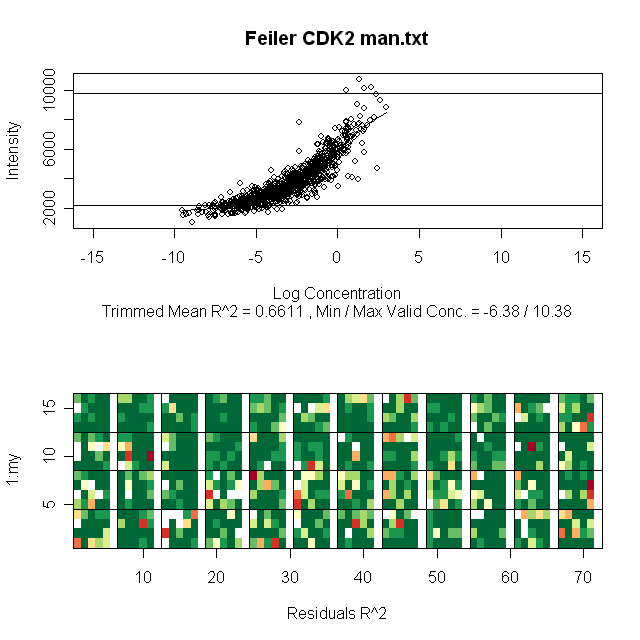 Feiler CDK2 man.txt
Intensity
10000
6000
2000
-15 -10 -5 0 5 10 15
Log Concentration
Trimmed Mean R^2 = 0.6611 , Min / Max Valid Conc. = -6.38 / 10.38
1:my
15
10
5
10 20 30 40 50 60 70
Residuals R^2